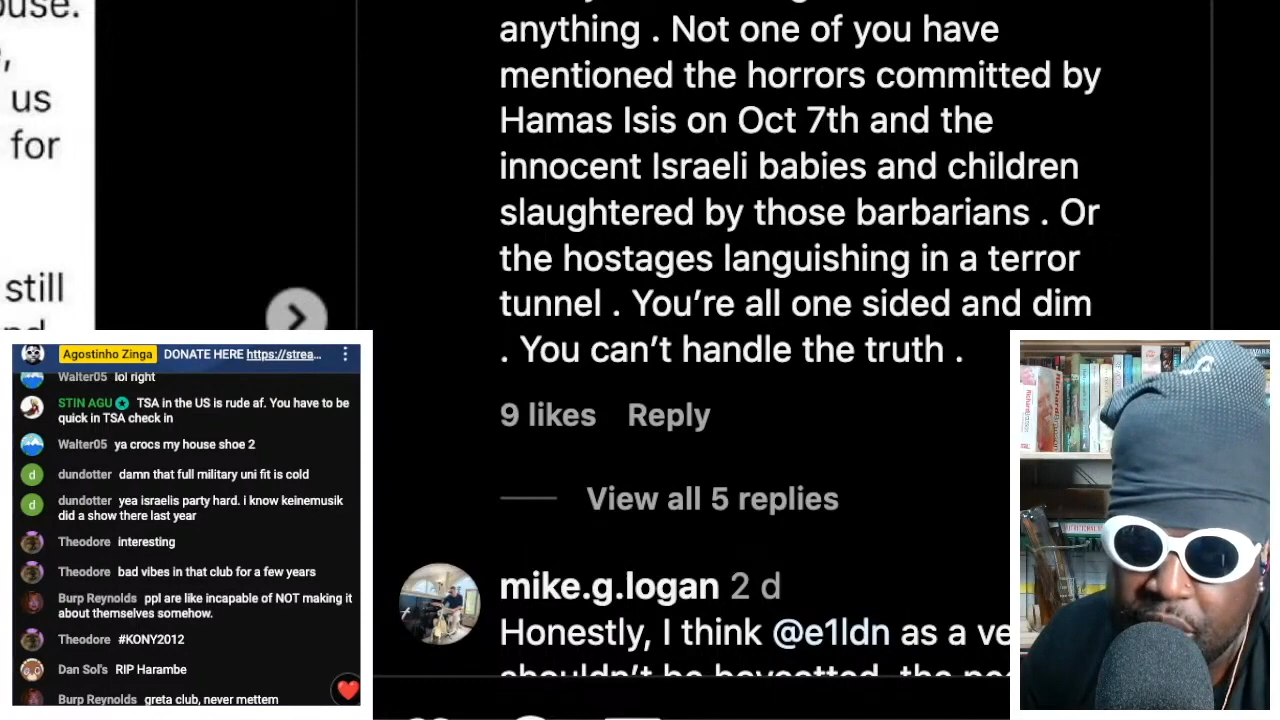 ouse.
us
for
still
anything . Not one of you have
mentioned the horrors committed by
Hamas Isis on Oct 7th and the
innocent Israeli babies and children
slaughtered by those barbarians . Or
the hostages languishing in a terror
tunnel . You’re all one sided and dim
. You can’t handle the truth .
9 likes Reply
View all 5 replies
mike.g.logan 2 d
Honestly, I think @e1ldn as a ve
Agostinho Zinga DONATE HERE https://strea...
Walter05 lol right
STIN AGU TSA in the US is rude af. You have to be
quick in TSA check in
Walter05 ya crocs my house shoe 2
dundotter damn that full military uni fit is cold
dundotter yea israelis party hard. i know keinemusik
did a show there last year
Theodore interesting
Theodore bad vibes in that club for a few years
Burp Reynolds ppl are like incapable of NOT making it
about themselves somehow.
Theodore #KONY2012
Dan Sol's RIP Harambe
Burp Reynolds greta club, never mettem